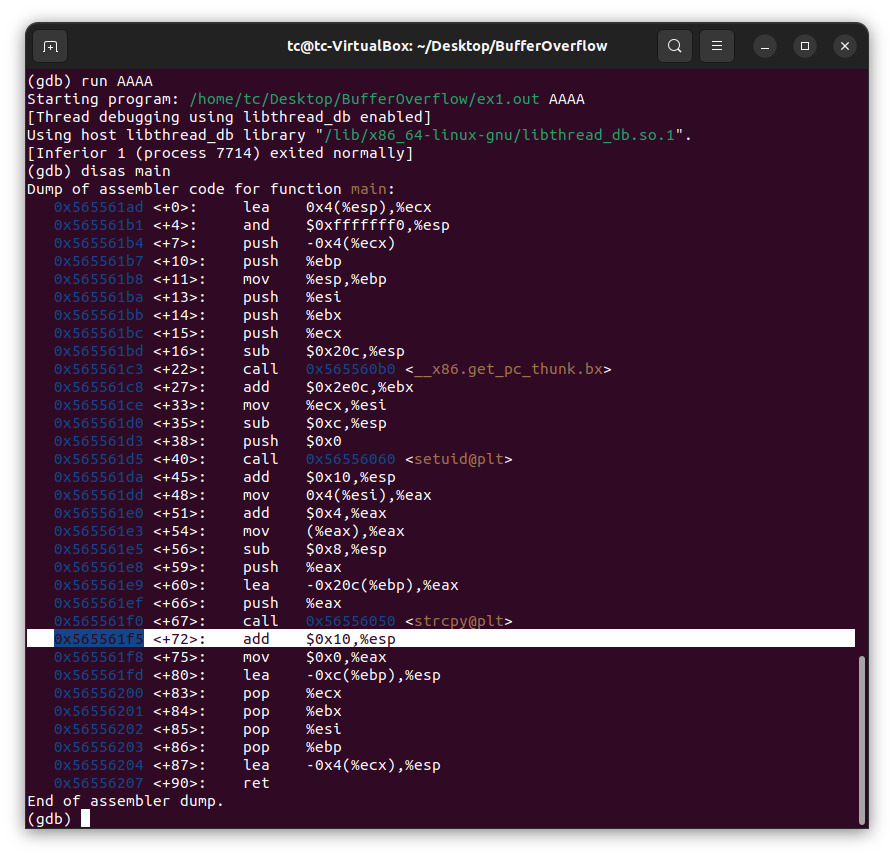 tc@tc-VirtualBox: ~/Desktop/BufferOverflow
(gdb) run AAAA
Starting program: /home/tc/Desktop/BufferOverflow/ex1.out AAAA
[Thread debugging using libthread_db enabled]
Using host libthread_db library "/lib/x86_64-linux-gnu/libthread_db.so.1".
[Inferior 1 (process 7714) exited normally]
(gdb) disas main
Dump of assembler code for function main:
   0x565561ad <+0>:     lea    0x4(%esp),%ecx
   0x565561b1 <+4>:     and    $0xfffffff0,%esp
   0x565561b4 <+7>:     push   -0x4(%ecx)
   0x565561b7 <+10>:    push   %ebp
   0x565561b8 <+11>:    mov    %esp,%ebp
   0x565561ba <+13>:    push   %esi
   0x565561bb <+14>:    push   %ebx
   0x565561bc <+15>:    push   %ecx
   0x565561bd <+16>:    sub    $0x20c,%esp
   0x565561c3 <+22>:    call   0x565560b0 <__x86.get_pc_thunk.bx>
   0x565561c8 <+27>:    add    $0x2e0c,%ebx
   0x565561ce <+33>:    mov    %ecx,%esi
   0x565561d0 <+35>:    sub    $0xc,%esp
   0x565561d3 <+38>:    push   $0x0
   0x565561d5 <+40>:    call   0x56556060 <setuid@plt>
   0x565561da <+45>:    add    $0x10,%esp
   0x565561dd <+48>:    mov    0x4(%esi),%eax
   0x565561e0 <+51>:    add    $0x4,%eax
   0x565561e3 <+54>:    mov    (%eax),%eax
   0x565561e5 <+56>:    sub    $0x8,%esp
   0x565561e8 <+59>:    push   %eax
   0x565561e9 <+60>:    lea    -0x20c(%ebp),%eax
   0x565561ef <+66>:    push   %eax
   0x565561f0 <+67>:    call   0x56556050 <strcpy@plt>
   0x565561f5 <+72>:    add    $0x10,%esp
   0x565561f8 <+75>:    mov    $0x0,%eax
   0x565561fd <+80>:    lea    -0xc(%ebp),%esp
   0x56556200 <+83>:    pop    %ecx
   0x56556201 <+84>:    pop    %ebx
   0x56556202 <+85>:    pop    %esi
   0x56556203 <+86>:    pop    %ebp
   0x56556204 <+87>:    lea    -0x4(%ecx),%esp
   0x56556207 <+90>:    ret
End of assembler dump.
(gdb)